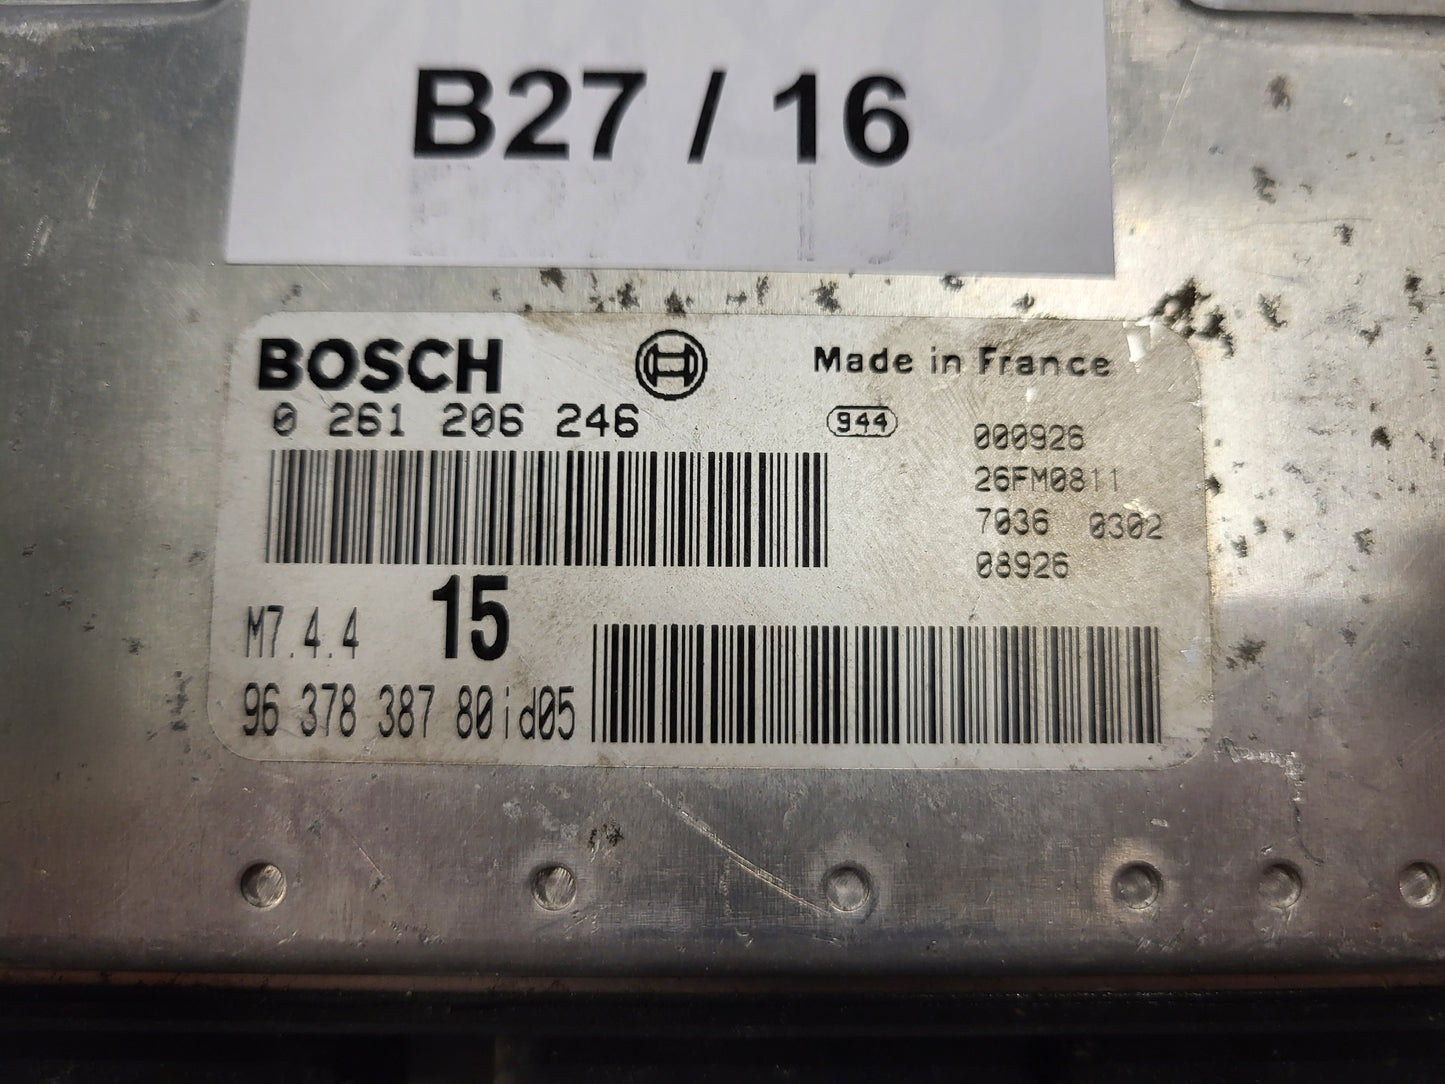 B27 / 16
BOSCH
Made in France
0 261 206 246
944
000926
26FM0811
7036 0302
08926
M7.4.4 15
96 378 387 80id05